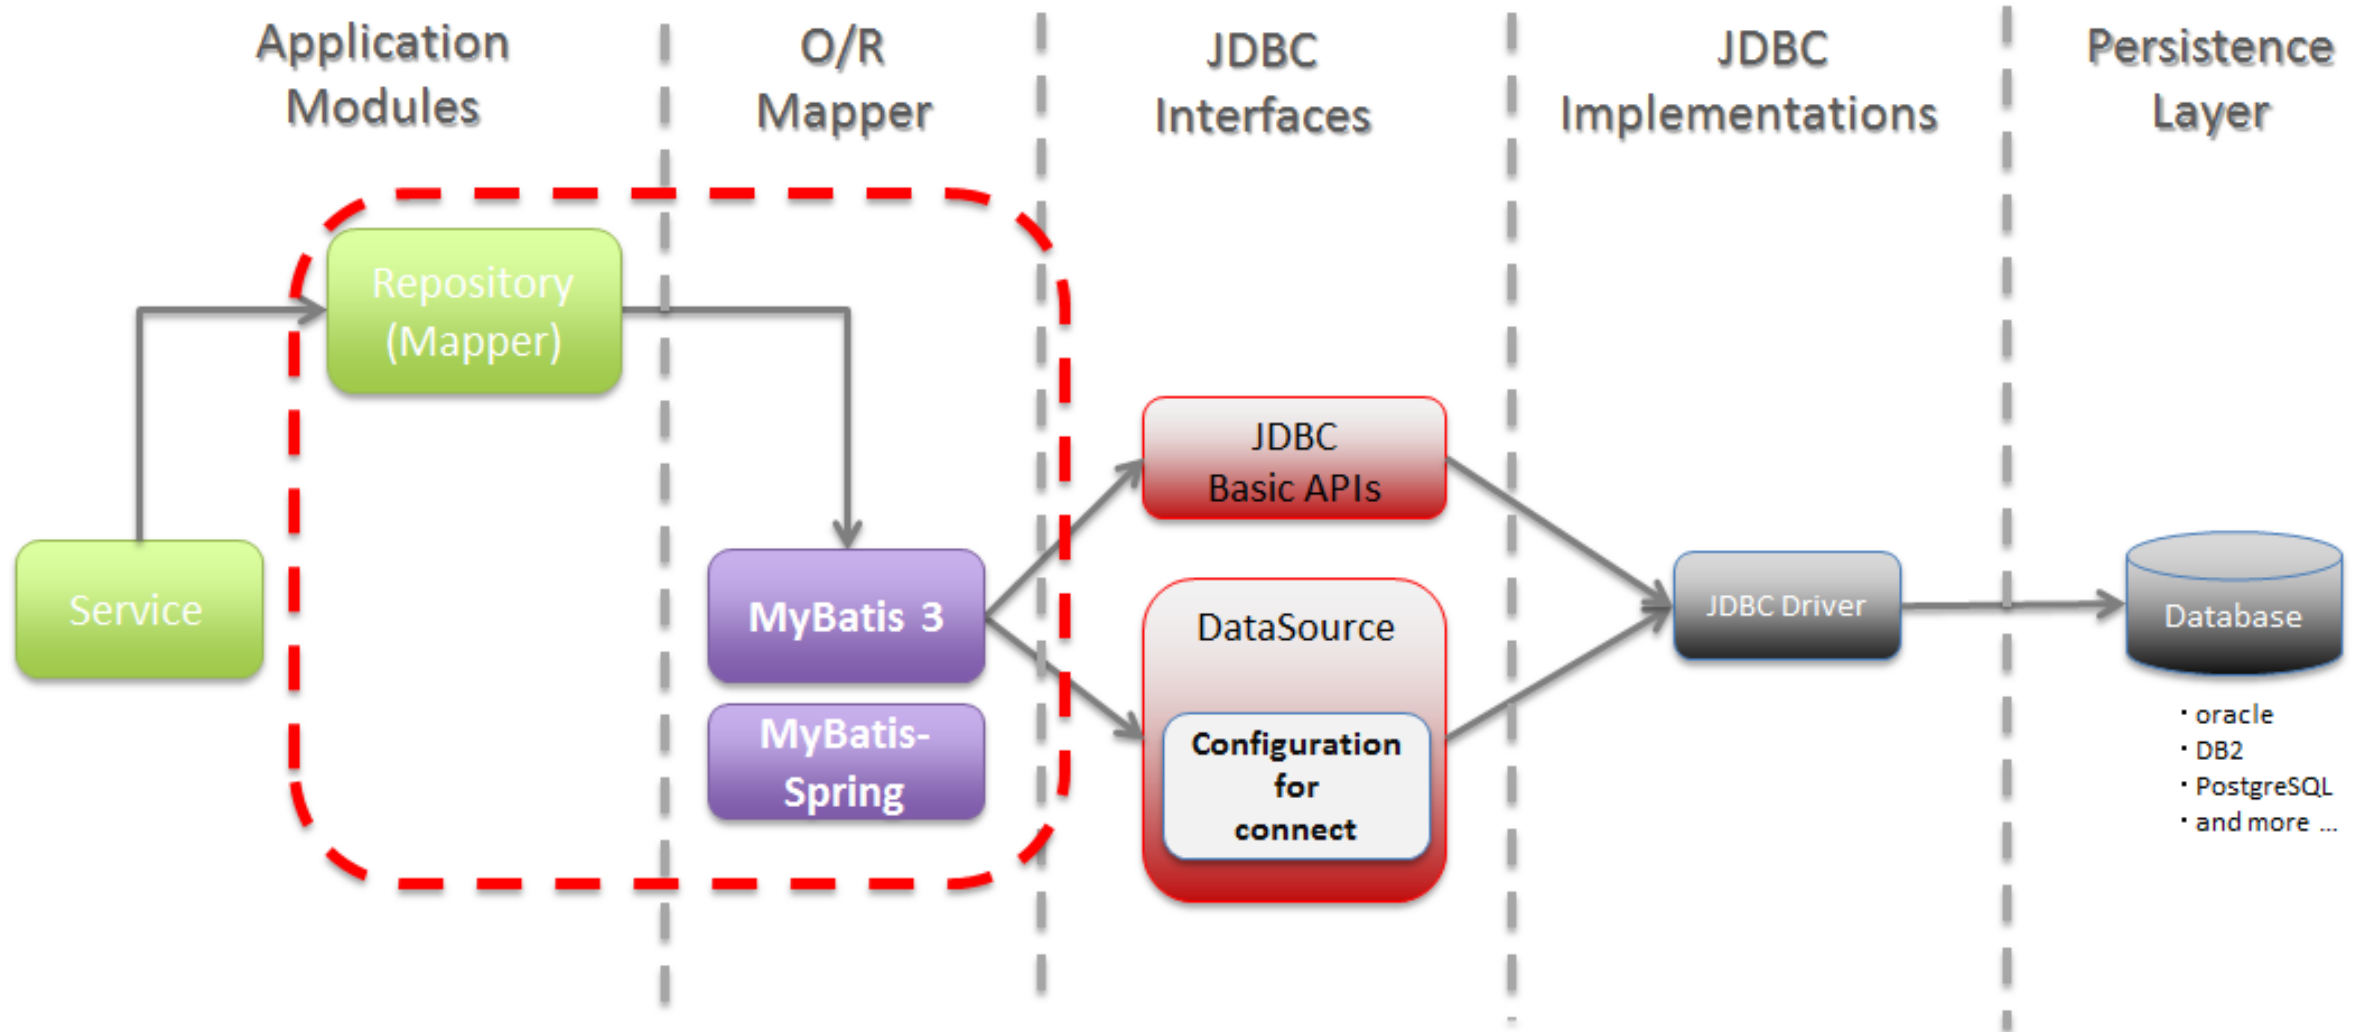 Application
Modules
O/R
Mapper
JDBC
Interfaces
JDBC
Implementations
Persistence
Layer
Repository
(Mapper)
Service
MyBatis 3
MyBatis-
Spring
JDBC
Basic APIs
DataSource
Configuration
for
connect
JDBC Driver
Database
・oracle
・DB2
・PostgreSQL
・and more ...